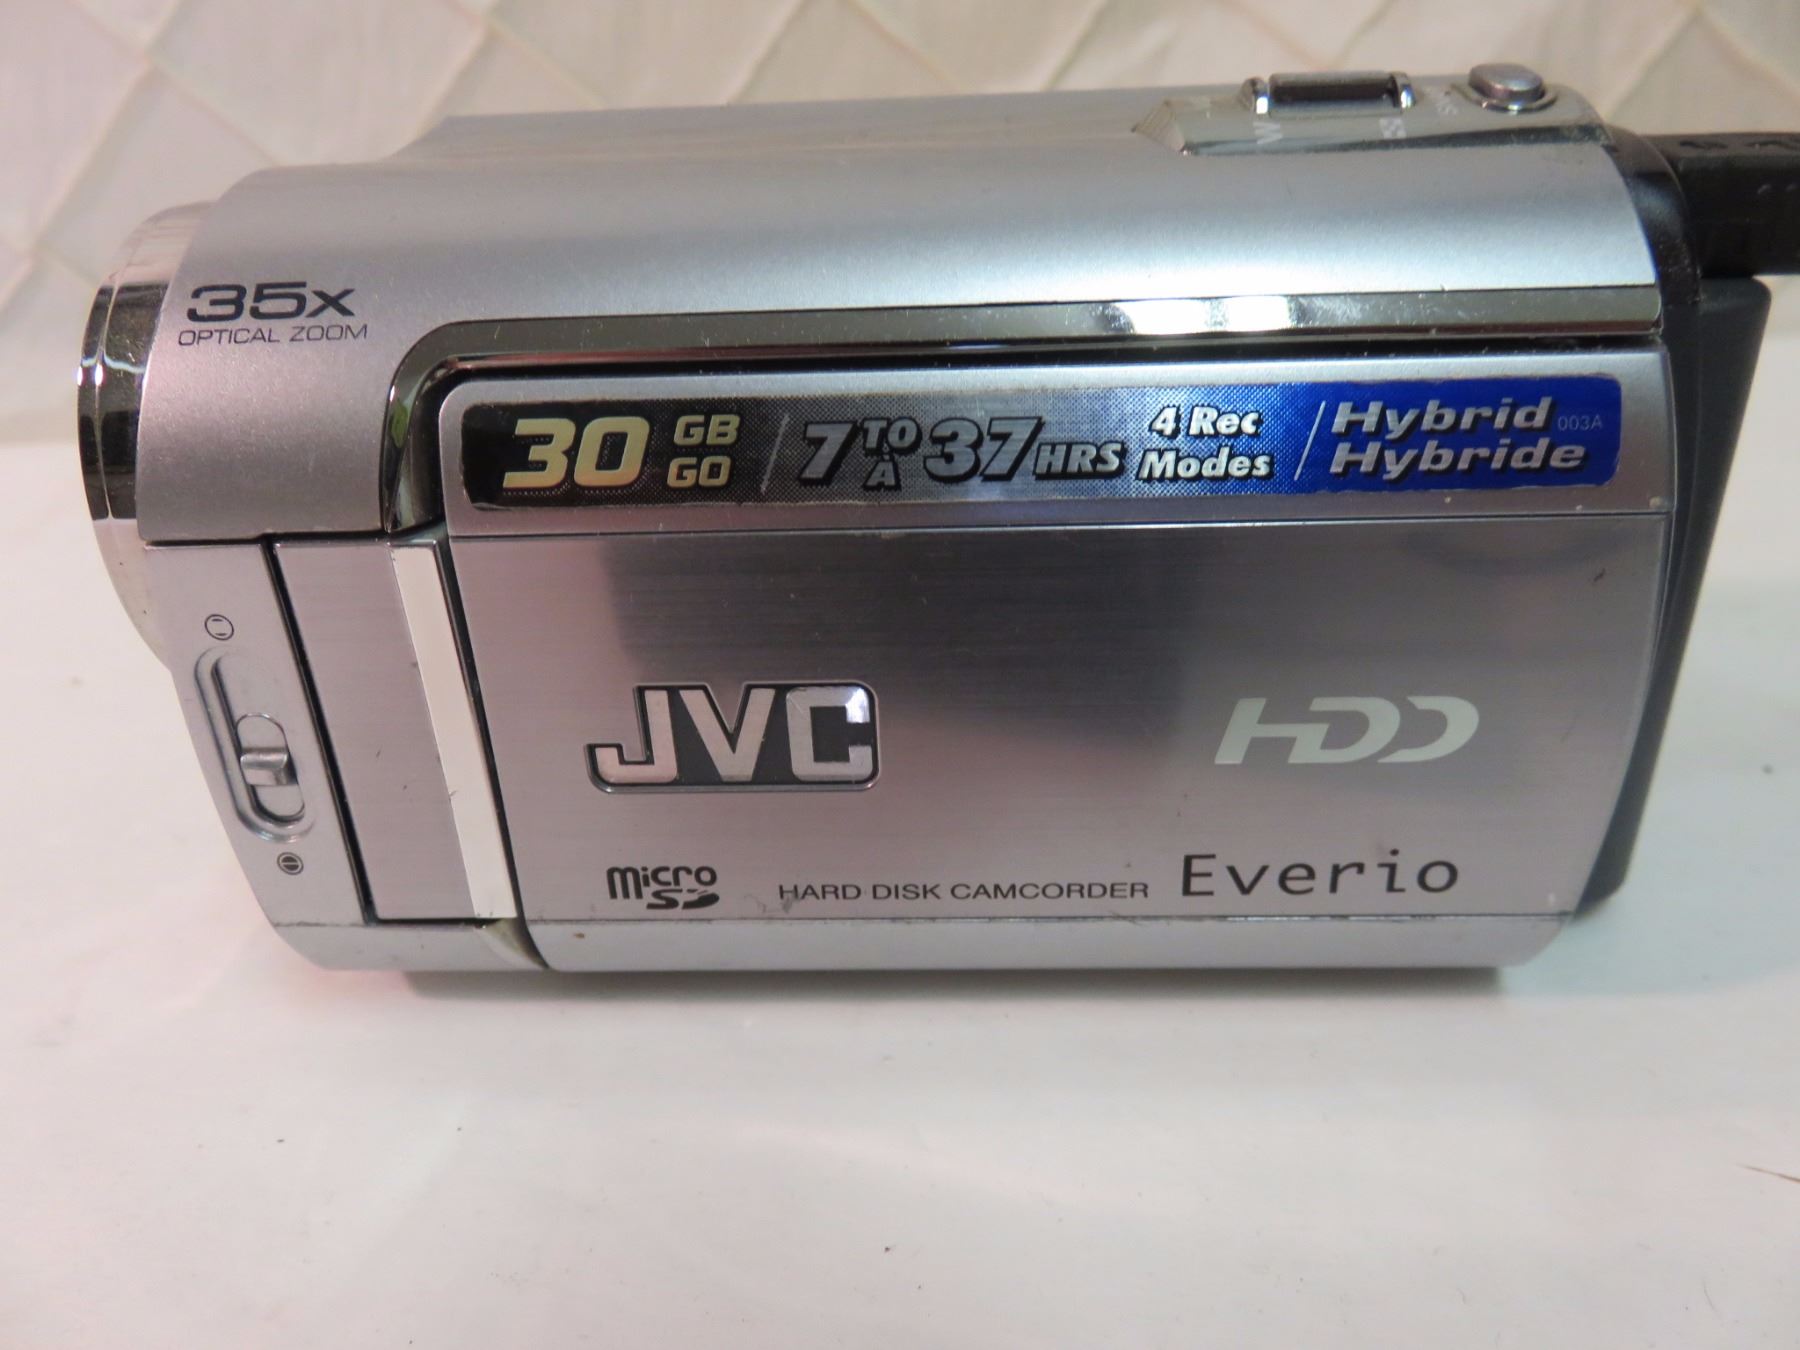 W
35x
OPTICAL ZOOM
30 GB GO / 7 TO À 37 HRS 4 Rec Modes / Hybrid Hybride 003A
JVC
HDD
micro SD
HARD DISK CAMCORDER
Everio